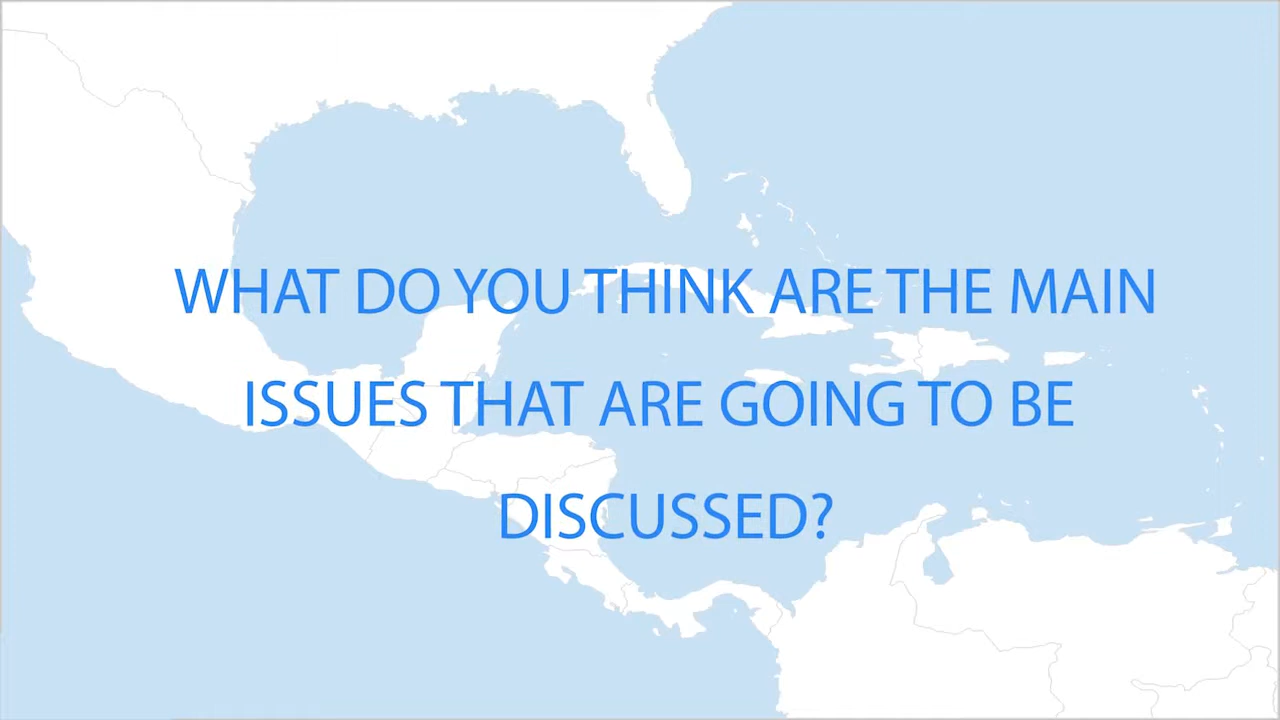 WHAT DO YOU THINK ARE THE MAIN
ISSUES THAT ARE GOING TO BE
DISCUSSED?